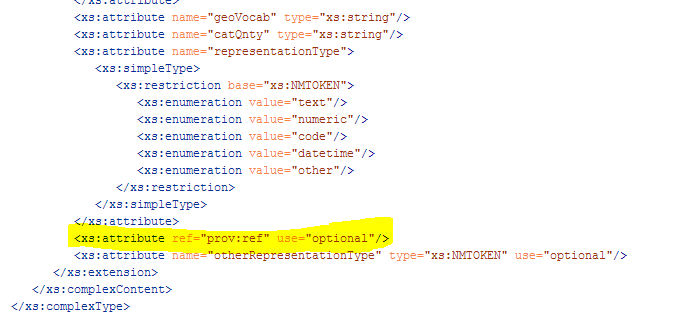 </xs:attribute>
<xs:attribute name="geoVocab" type="xs:string"/>
<xs:attribute name="catQnty" type="xs:string"/>
<xs:attribute name="representationType">
<xs:simpleType>
<xs:restriction base="xs:NMTOKEN">
<xs:enumeration value="text"/>
<xs:enumeration value="numeric"/>
<xs:enumeration value="code"/>
<xs:enumeration value="datetime"/>
<xs:enumeration value="other"/>
</xs:restriction>
</xs:simpleType>
</xs:attribute>
<xs:attribute ref="prov:ref" use="optional"/>
<xs:attribute name="otherRepresentationType" type="xs:NMTOKEN" use="optional"/>
</xs:extension>
</xs:complexContent>
</xs:complexType>